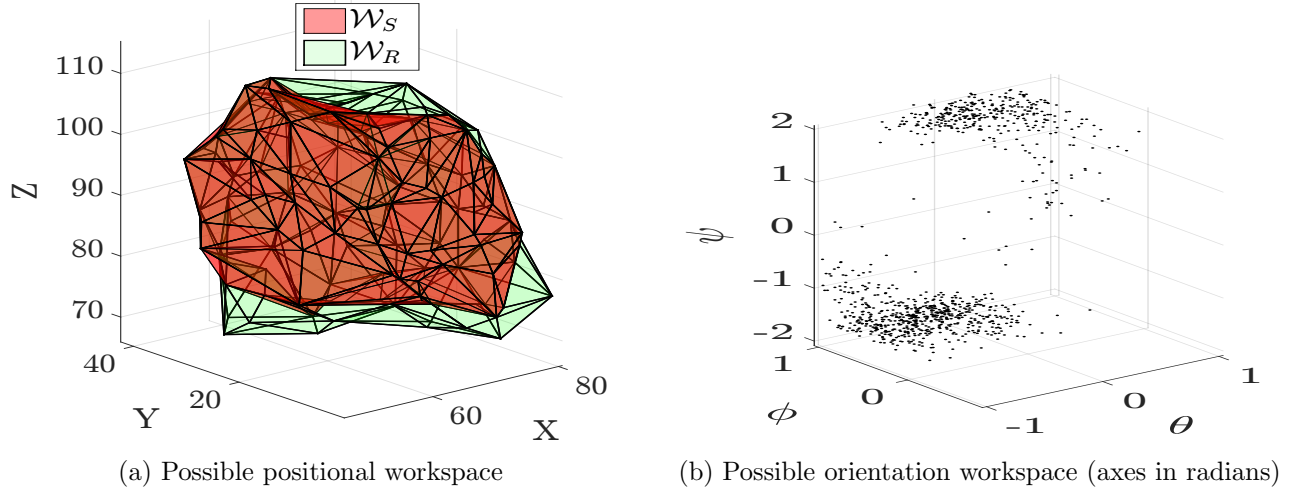 𝒲_S
𝒲_R
110
100
90
80
70
Z
40
20
Y
60
80
X
2
1
0
-1
-2
ψ
1
0
ϕ
-1
0
1
θ
(a) Possible positional workspace
(b) Possible orientation workspace (axes in radians)